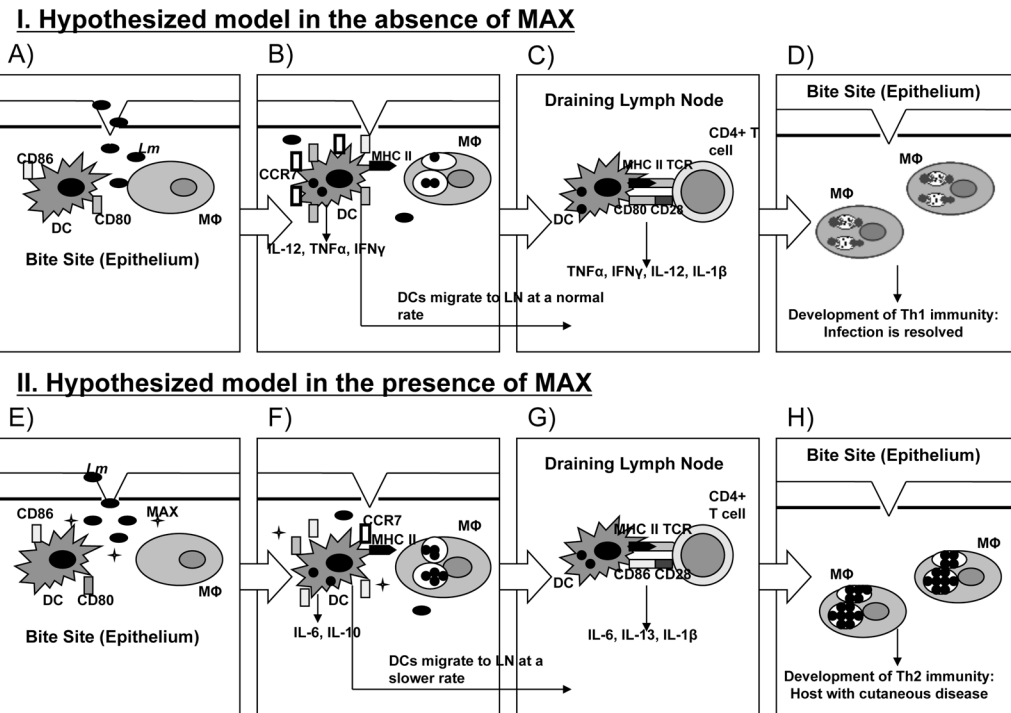 I. Hypothesized model in the absence of MAX
A)
CD86
Lm
CD80
DC
MΦ
Bite Site (Epithelium)
B)
MΦ
MHC II
CCR7
DC
IL-12, TNFα, IFNγ
DCs migrate to LN at a normal
rate
C)
Draining Lymph Node
CD4+ T
cell
MHC II TCR
CD80 CD28
DC
TNFα, IFNγ, IL-12, IL-1β
D)
Bite Site (Epithelium)
MΦ
MΦ
Development of Th1 immunity:
Infection is resolved
II. Hypothesized model in the presence of MAX
E)
Lm
CD86
MAX
DC
CD80
MΦ
Bite Site (Epithelium)
F)
CCR7
MΦ
MHC II
DC
IL-6, IL-10
DCs migrate to LN at a
slower rate
G)
Draining Lymph Node
CD4+
T cell
MHC II TCR
CD86 CD28
DC
IL-6, IL-13, IL-1β
H)
Bite Site (Epithelium)
MΦ
MΦ
Development of Th2 immunity:
Host with cutaneous disease